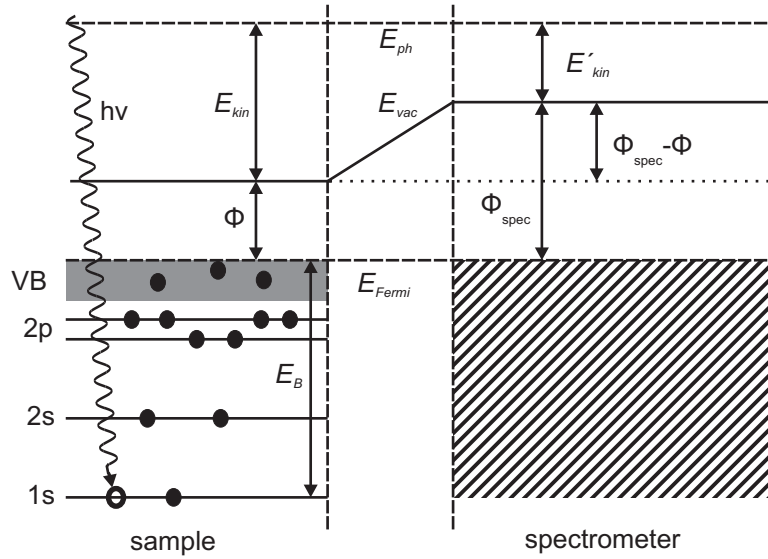 E_ph
E´_kin
hν
E_kin
E_vac
Φ_spec-Φ
Φ
Φ_spec
VB
E_Fermi
2p
E_B
2s
1s
sample
spectrometer